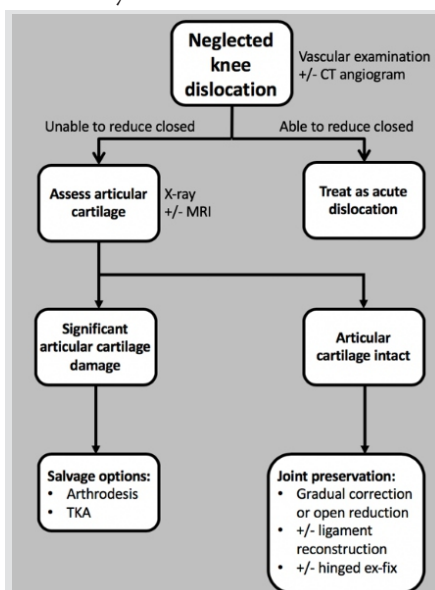 Neglected
knee
dislocation
Vascular examination
+/- CT angiogram
Unable to reduce closed
Able to reduce closed
Assess articular
cartilage
X-ray
+/- MRI
Treat as acute
dislocation
Significant
articular cartilage
damage
Articular
cartilage intact
Salvage options:
• Arthrodesis
• TKA
Joint preservation:
• Gradual correction
or open reduction
• +/- ligament
reconstruction
• +/- hinged ex-fix